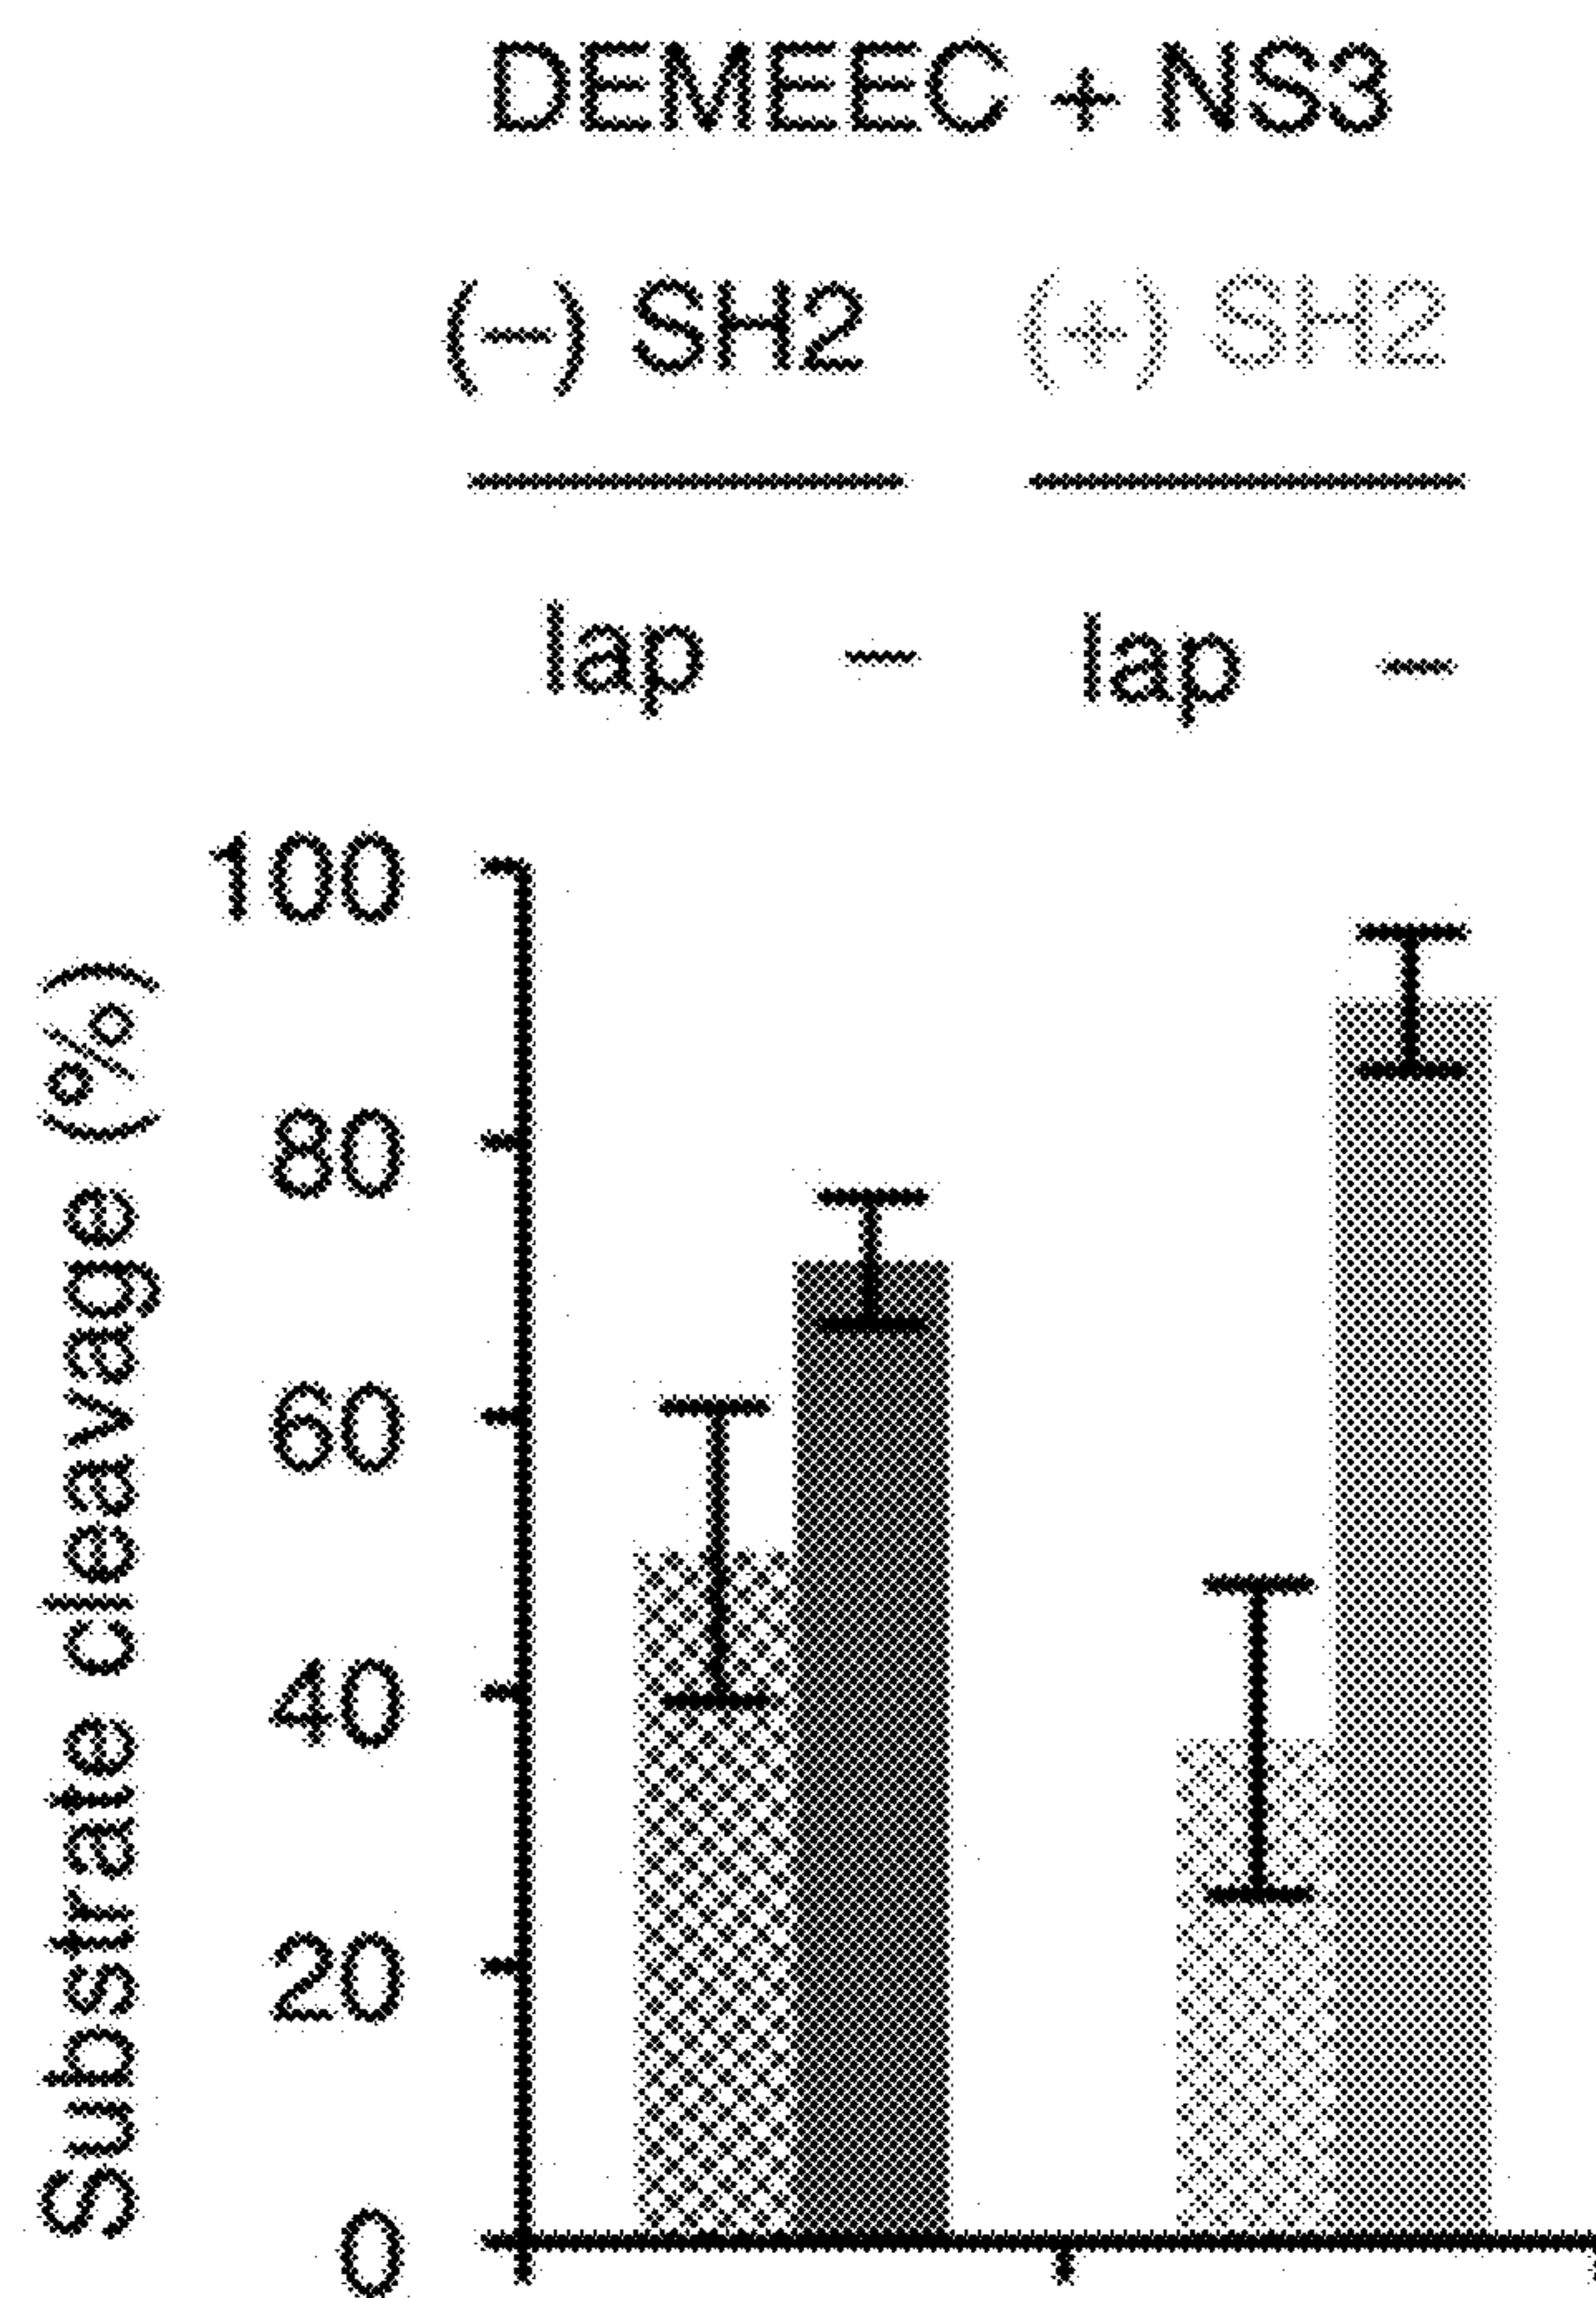 DEMEEC + NS3
(−) SH2 (+) SH2
lap − lap −
Substrate cleavage (%)
100
80
60
40
20
0